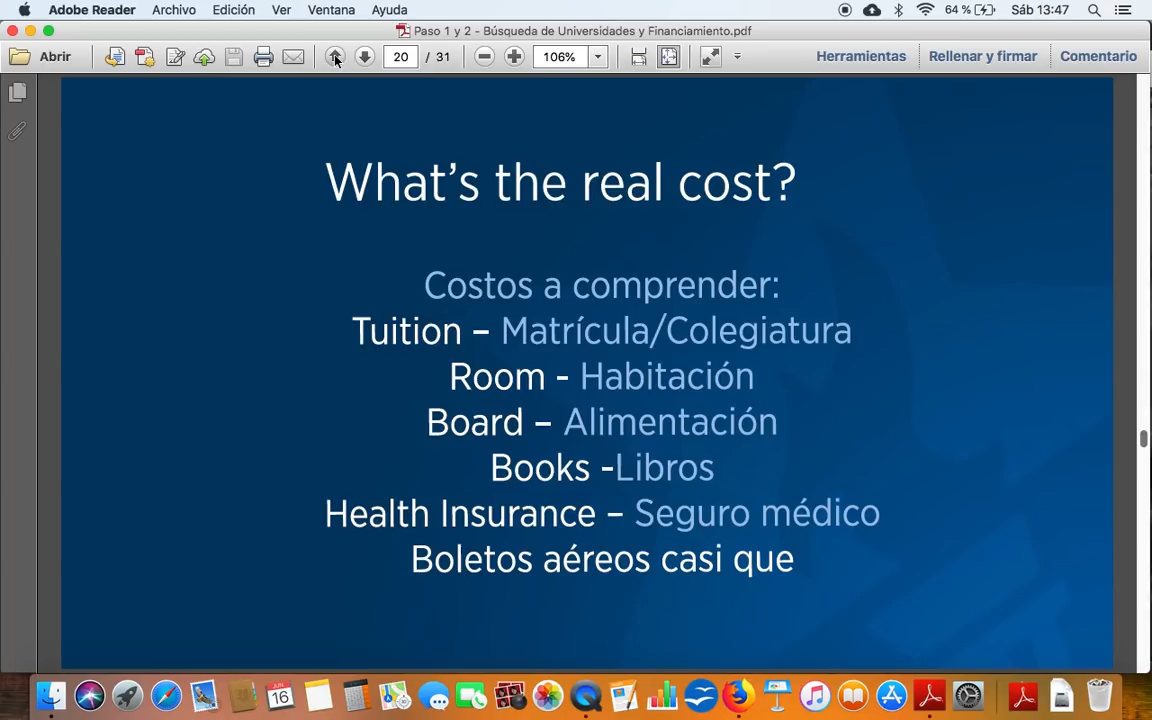 Adobe Reader Archivo Edición Ver Ventana Ayuda 64 % Sáb 13:47
Paso 1 y 2 - Búsqueda de Universidades y Financiamiento.pdf
Abrir 20 / 31 106% Herramientas Rellenar y firmar Comentario
What's the real cost?
Costos a comprender:
Tuition – Matrícula/Colegiatura
Room - Habitación
Board – Alimentación
Books -Libros
Health Insurance – Seguro médico
Boletos aéreos casi que
16